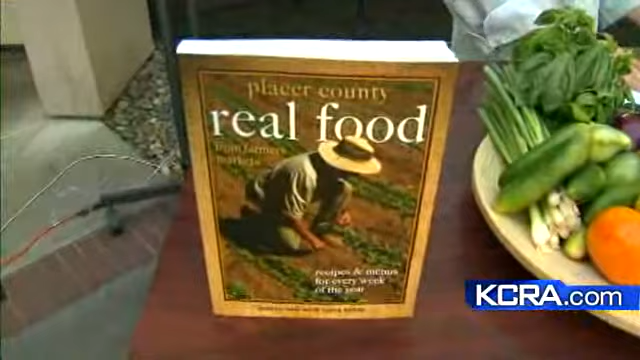 placer county
real food
from farmers
markets
recipes & menus
for every week
of the year
KCRA.com